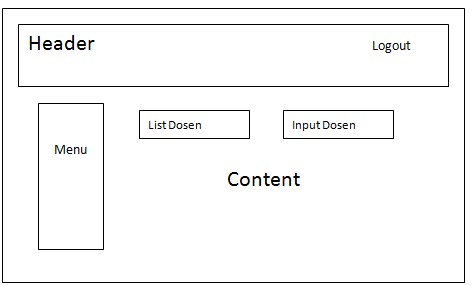 Header
Logout
Menu
List Dosen
Input Dosen
Content